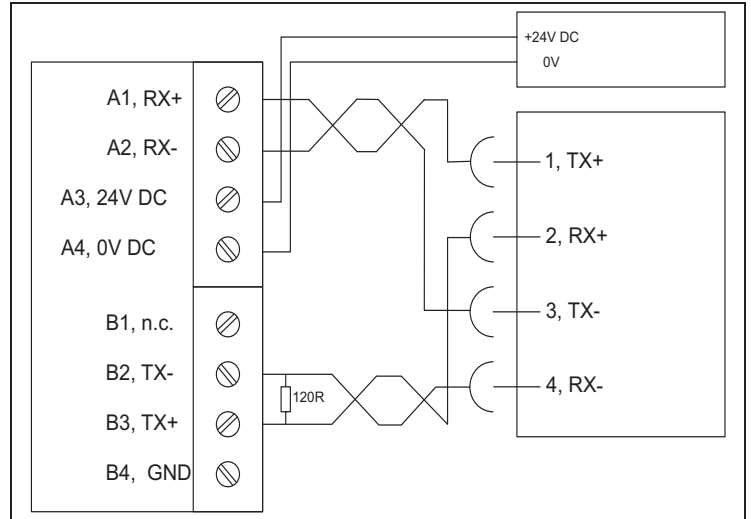 +24V DC
0V
A1, RX+
A2, RX-
A3, 24V DC
A4, 0V DC
B1, n.c.
B2, TX-
B3, TX+
B4, GND
120R
1, TX+
2, RX+
3, TX-
4, RX-